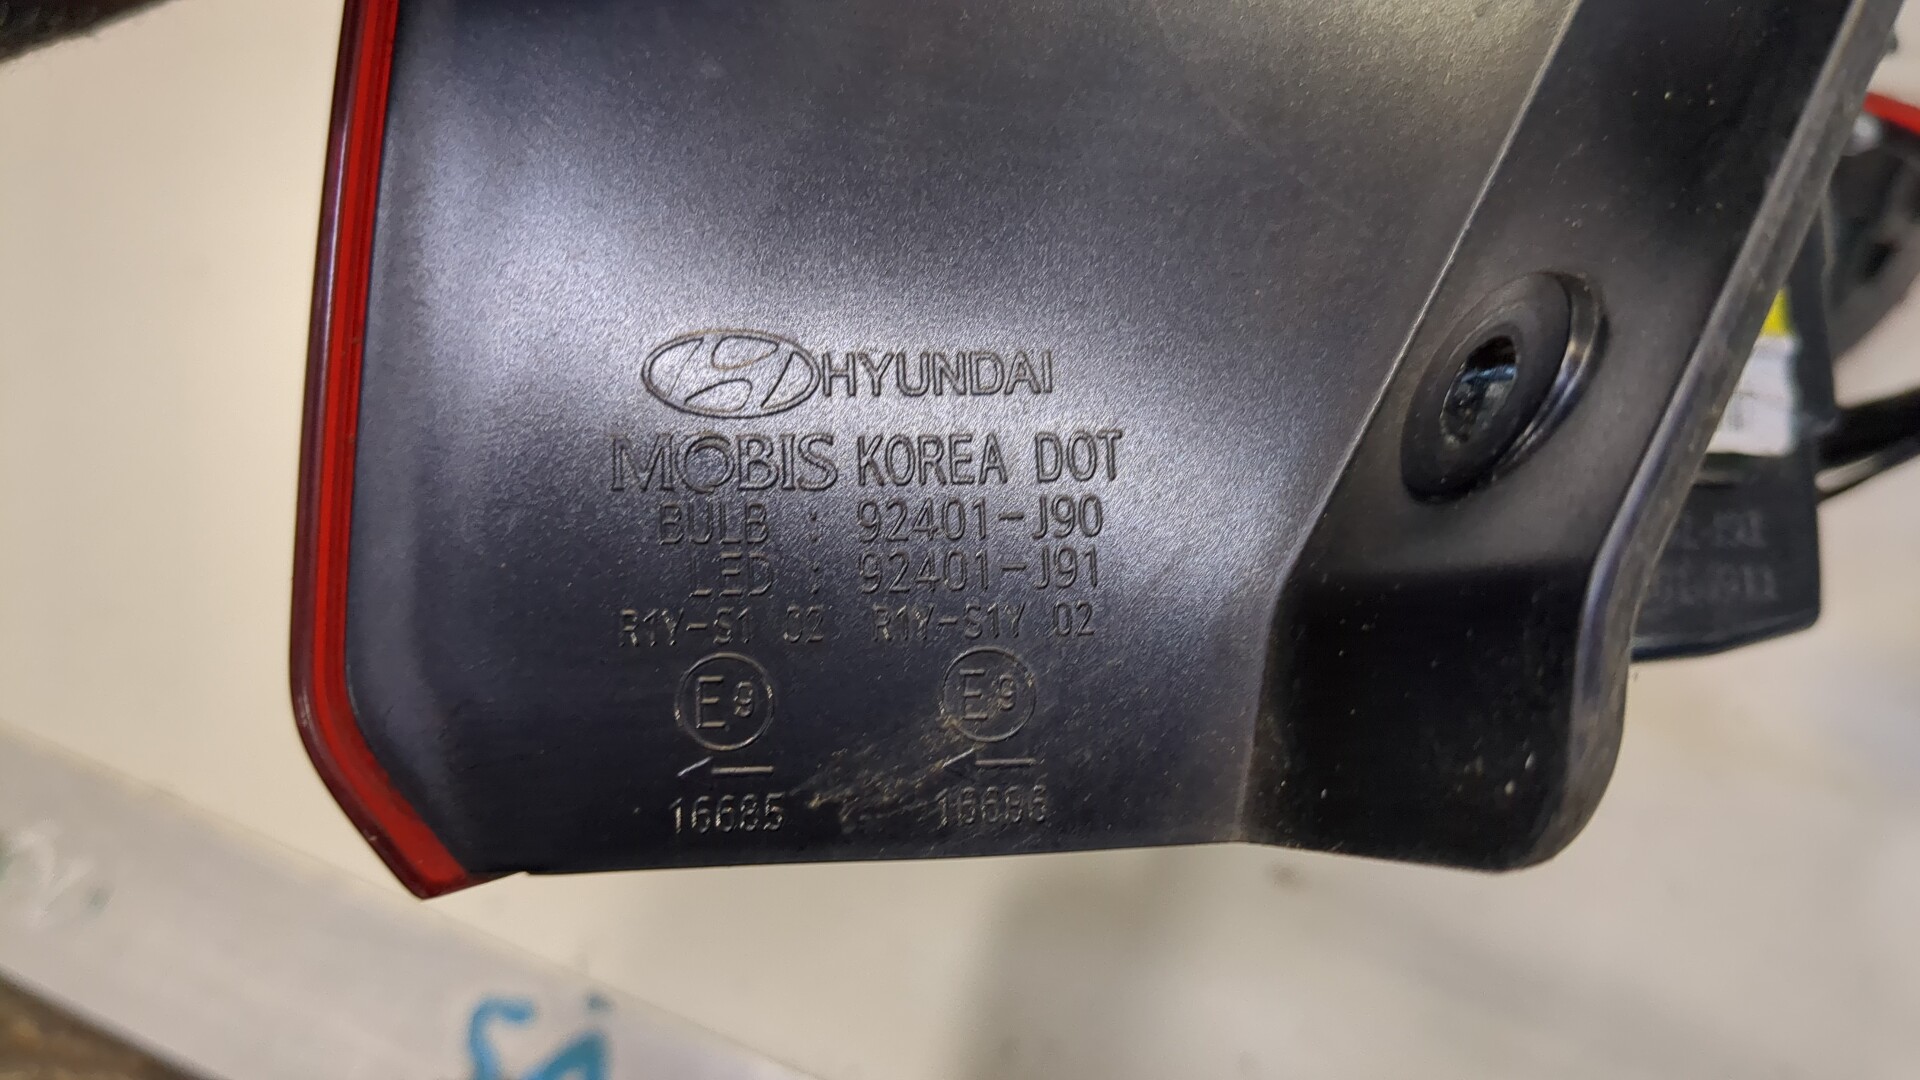 HYUNDAI
MOBIS KOREA DOT
BULB : 92401-J90
LED : 92401-J91
R1Y-S1 02 R1Y-S1Y 02
E9 E9
16685 16686